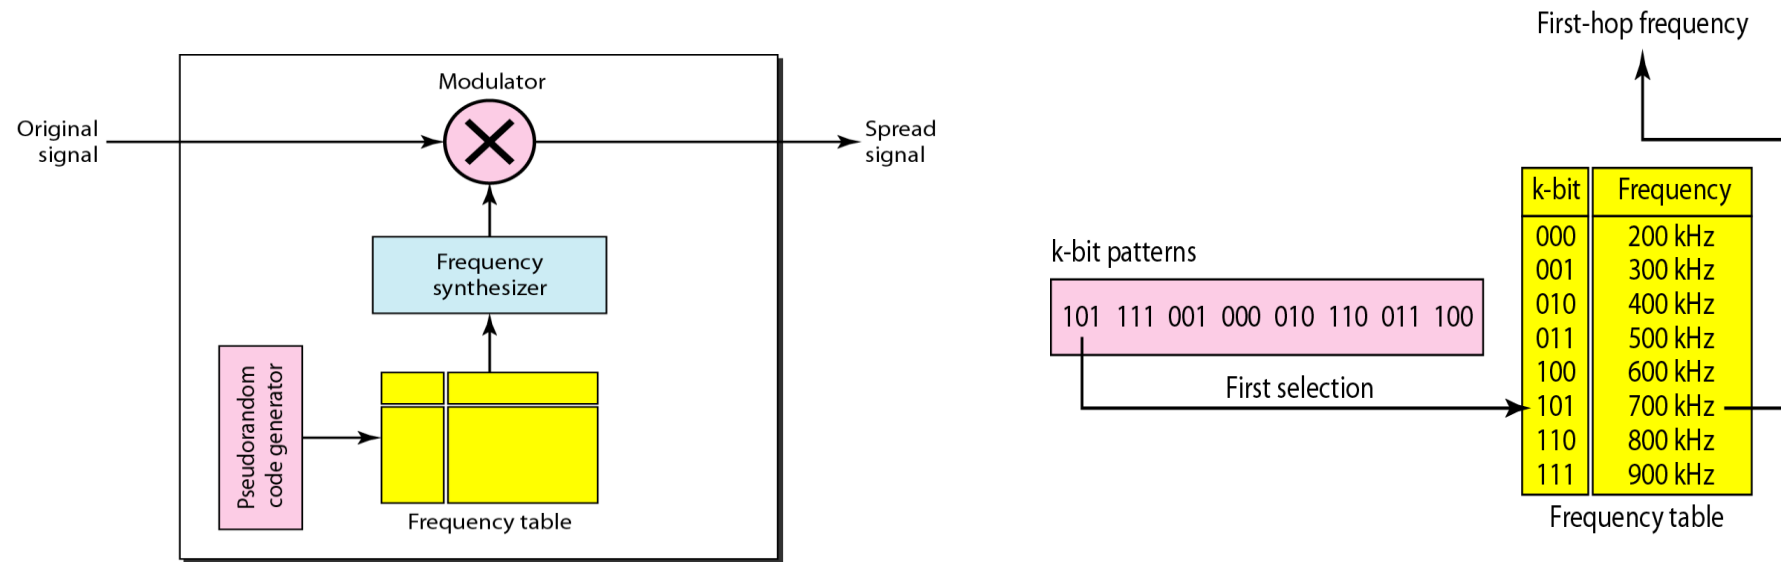 Modulator
Original
signal
Spread
signal
Frequency
synthesizer
Pseudorandom
code generator
Frequency table
First-hop frequency
k-bit patterns
101 111 001 000 010 110 011 100
First selection
k-bit Frequency
000 200 kHz
001 300 kHz
010 400 kHz
011 500 kHz
100 600 kHz
101 700 kHz
110 800 kHz
111 900 kHz
Frequency table